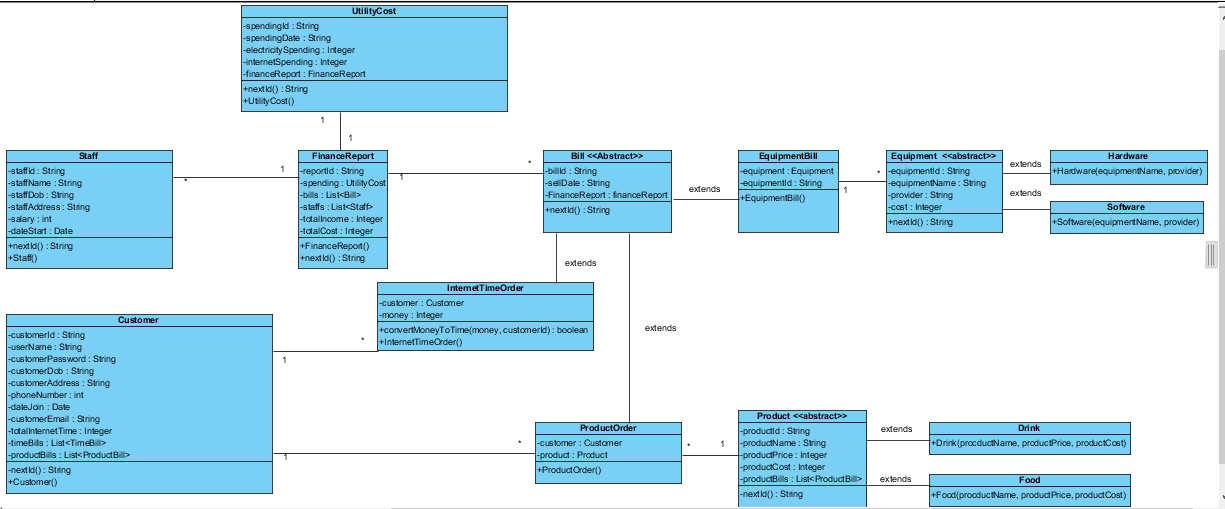 UtilityCost
-spendingId : String
-spendingDate : String
-electricitySpending : Integer
-internetSpending : Integer
-financeReport : FinanceReport
+nextId() : String
+UtilityCost()
1
1
Staff
-staffId : String
-staffName : String
-staffDob : String
-staffAddress : String
-salary : int
-dateStart : Date
+nextId() : String
+Staff()
*
1
FinanceReport
-reportId : String
-spending : UtilityCost
-bills : List<Bill>
-staffs : List<Staff>
-totalIncome : Integer
-totalCost : Integer
+FinanceReport()
+nextId() : String
1
*
Bill <<Abstract>>
-billId : String
-sellDate : String
-FinanceReport : financeReport
+nextId() : String
extends
EquipmentBill
-equipment : Equipment
-equipmentId : String
+EquipmentBill()
1
*
Equipment <<abstract>>
-equipmentId : String
-equipmentName : String
-provider : String
-cost : Integer
+nextId() : String
extends
extends
Hardware
+Hardware(equipmentName, provider)
Software
+Software(equipmentName, provider)
extends
extends
InternetTimeOrder
-customer : Customer
-money : Integer
+convertMoneyToTime(money, customerId) : boolean
+InternetTimeOrder()
*
1
Customer
-customerId : String
-userName : String
-customerPassword : String
-customerDob : String
-customerAddress : String
-phoneNumber : int
-dateJoin : Date
-customerEmail : String
-totalInternetTime : Integer
-timeBills : List<TimeBill>
-productBills : List<ProductBill>
-nextId() : String
+Customer()
1
*
ProductOrder
-customer : Customer
-product : Product
+ProductOrder()
*
1
Product <<abstract>>
-productId : String
-productName : String
-productPrice : Integer
-productCost : Integer
-productBills : List<ProductBill>
-nextId() : String
extends
extends
Drink
+Drink(procductName, productPrice, productCost)
Food
+Food(procductName, productPrice, productCost)